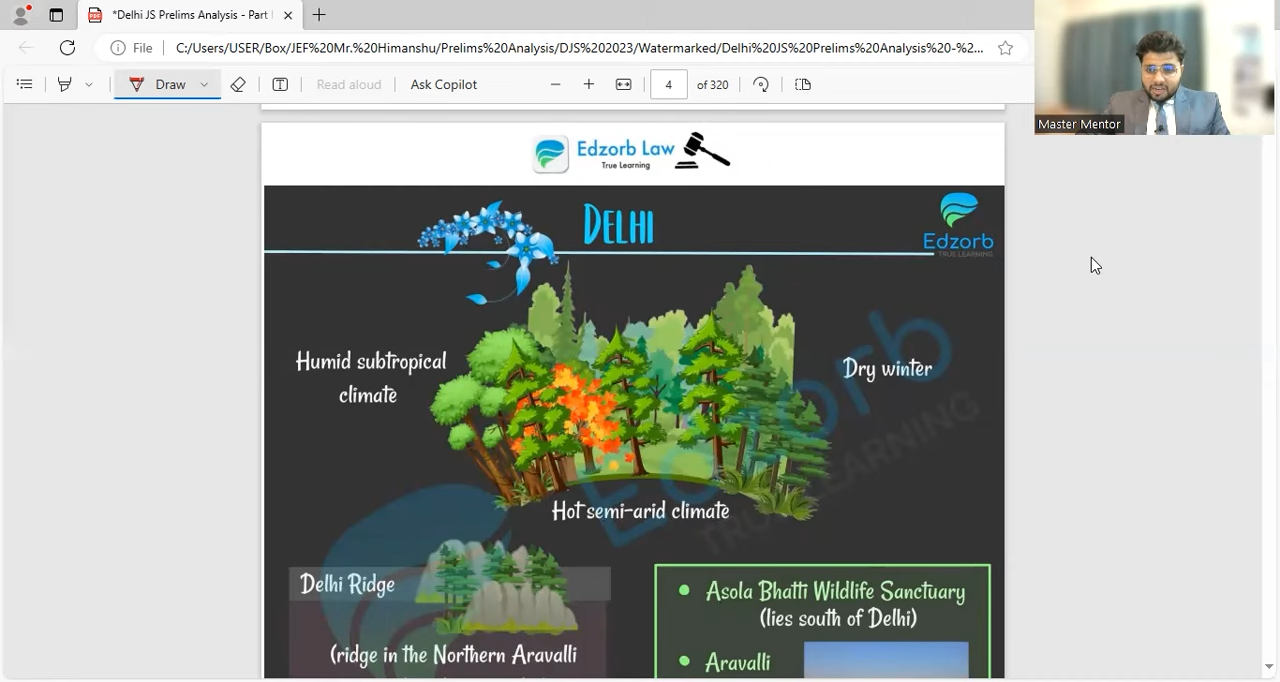 *Delhi JS Prelims Analysis - Part
File
C:/Users/USER/Box/JEF%20Mr.%20Himanshu/Prelims%20Analysis/DJS%202023/Watermarked/Delhi%20JS%20Prelims%20Analysis%20-%2...
Draw
Read aloud
Ask Copilot
4
of 320
Master Mentor
Edzorb Law
True Learning
DELHI
Edzorb
TRUE LEARNING
Humid subtropical
climate
Dry winter
Edzorb
TRUE LEARNING
Hot semi-arid climate
Delhi Ridge
(ridge in the Northern Aravalli
• Asola Bhatti Wildlife Sanctuary
(lies south of Delhi)
• Aravalli